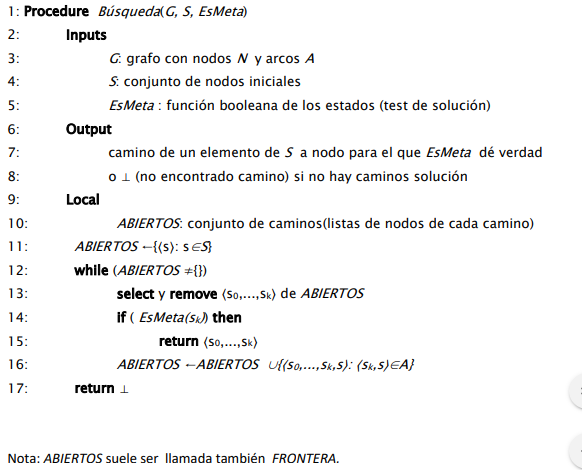 1: Procedure Búsqueda(G, S, EsMeta)
2: Inputs
3: G: grafo con nodos N y arcos A
4: S: conjunto de nodos iniciales
5: EsMeta : función booleana de los estados (test de solución)
6: Output
7: camino de un elemento de S a nodo para el que EsMeta dé verdad
8: o ⊥ (no encontrado camino) si no hay caminos solución
9: Local
10: ABIERTOS: conjunto de caminos(listas de nodos de cada camino)
11: ABIERTOS ←{⟨s⟩: s∈S}
12: while (ABIERTOS ≠{})
13: select y remove ⟨s₀,...,sₖ⟩ de ABIERTOS
14: if ( EsMeta(sₖ)) then
15: return ⟨s₀,...,sₖ⟩
16: ABIERTOS ←ABIERTOS ∪{⟨s₀,...,sₖ,s⟩: ⟨sₖ,s⟩∈A}
17: return ⊥
Nota: ABIERTOS suele ser llamada también FRONTERA.